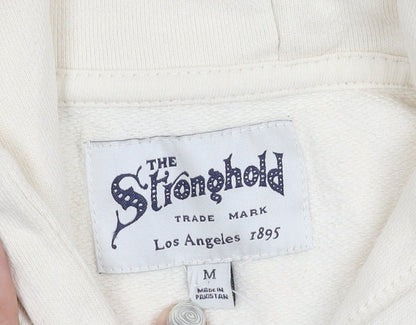 THE
Stronghold
TRADE MARK
Los Angeles 1895
M
MADE IN
PAKISTAN